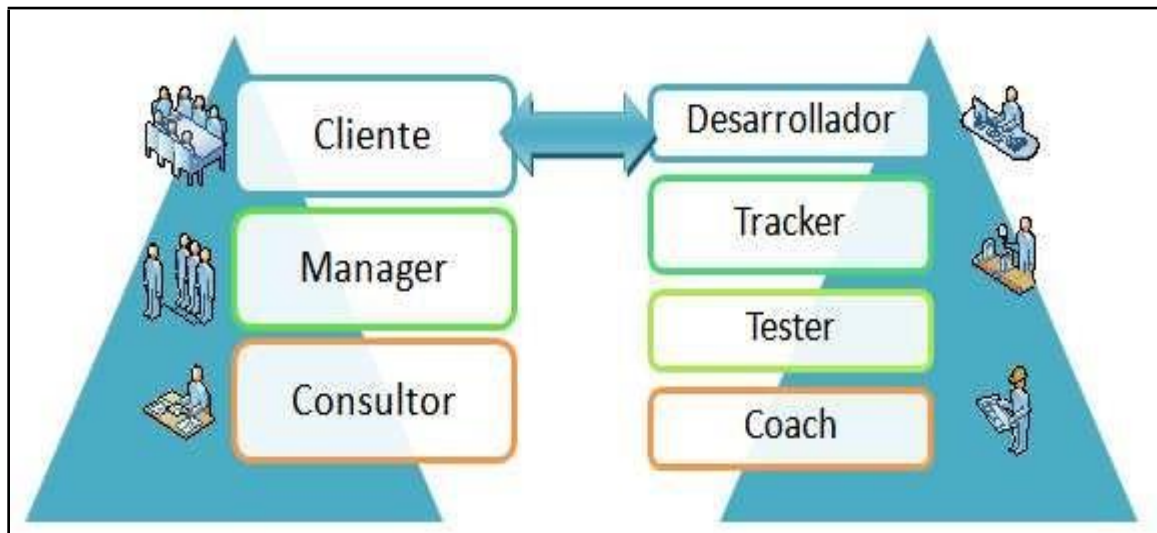 Cliente
Manager
Consultor
Desarrollador
Tracker
Tester
Coach